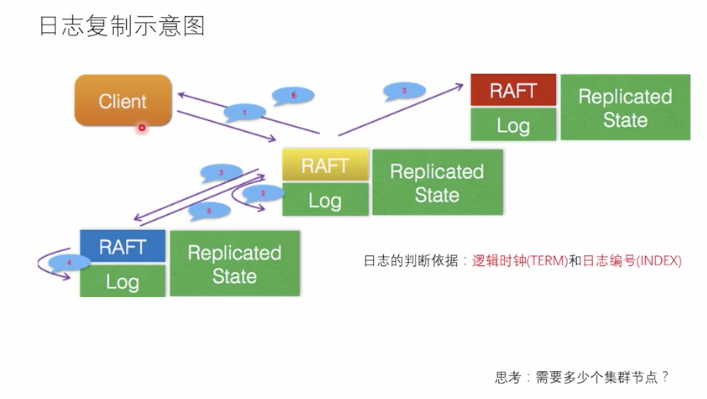 日志复制示意图
Client
6
1
3
RAFT
Log
Replicated
State
3
2
5
RAFT
Log
Replicated
State
4
RAFT
Log
Replicated
State
日志的判断依据：逻辑时钟(TERM)和日志编号(INDEX)
思考：需要多少个集群节点？